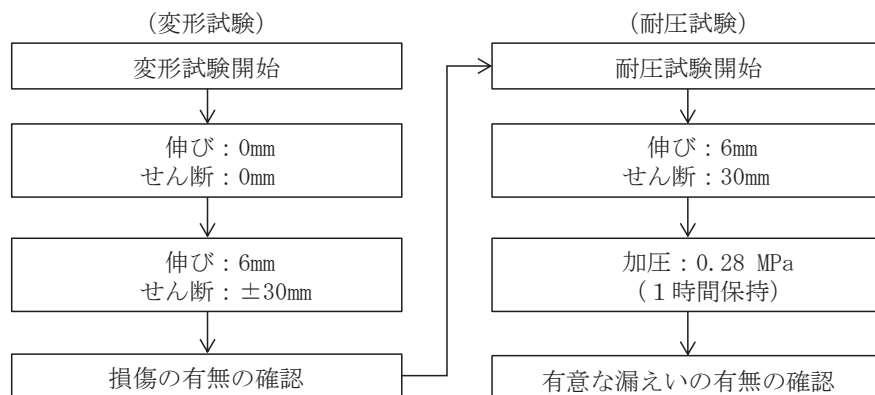 (変形試験)
変形試験開始
伸び：0mm
せん断：0mm
伸び：6mm
せん断：±30mm
損傷の有無の確認
(耐圧試験)
耐圧試験開始
伸び：6mm
せん断：30mm
加圧：0.28 MPa
（１時間保持）
有意な漏えいの有無の確認